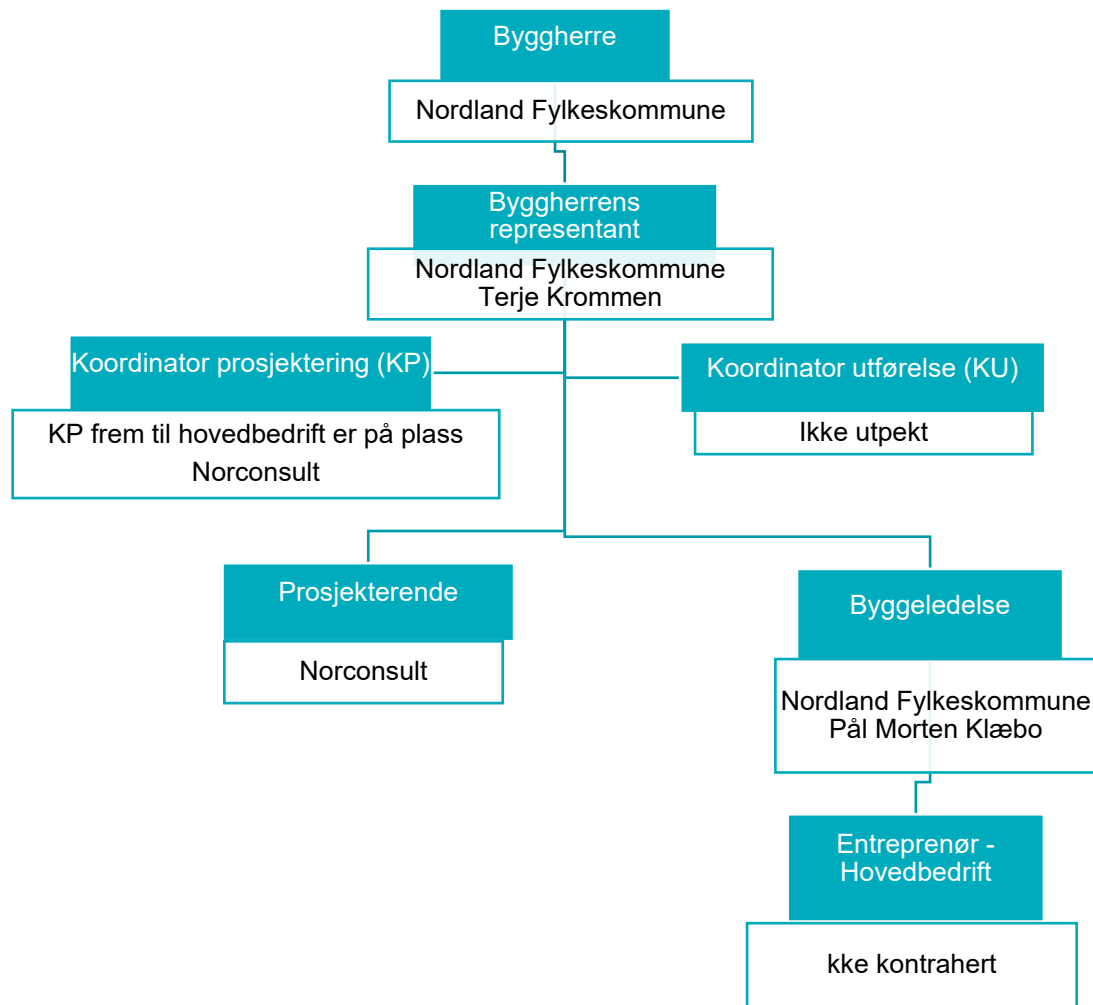 Byggherre
Nordland Fylkeskommune
Byggherrens
representant
Nordland Fylkeskommune
Terje Krommen
Koordinator prosjektering (KP)
KP frem til hovedbedrift er på plass
Norconsult
Koordinator utførelse (KU)
Ikke utpekt
Prosjekterende
Norconsult
Byggeledelse
Nordland Fylkeskommune
Pål Morten Klæbo
Entreprenør -
Hovedbedrift
kke kontrahert